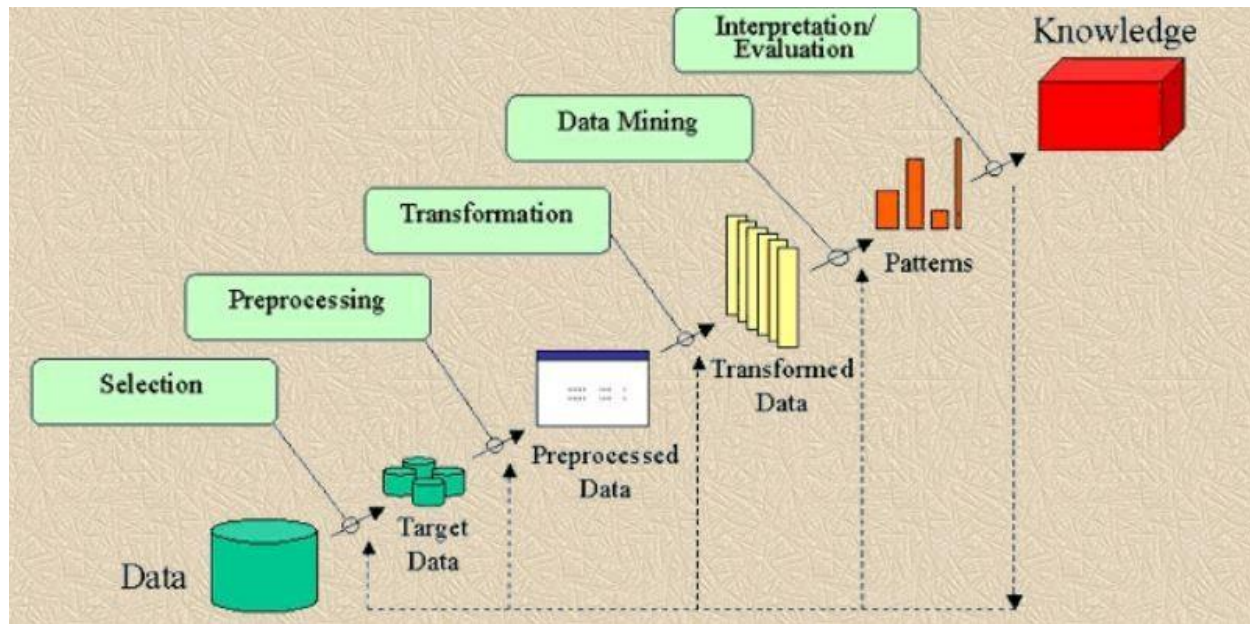 Interpretation/
Evaluation
Knowledge
Data Mining
Transformation
Patterns
Preprocessing
Transformed
Data
Selection
Preprocessed
Data
Target
Data
Data